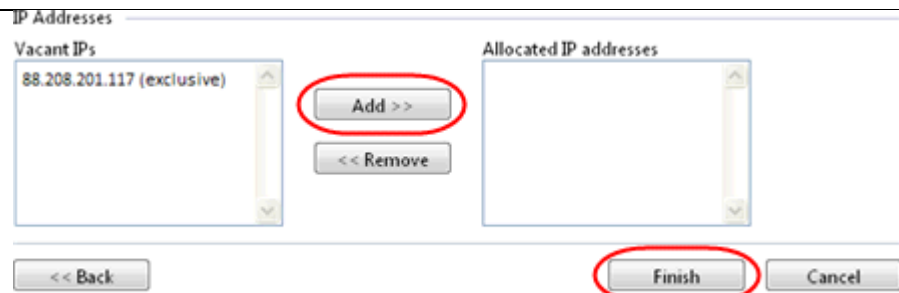 IP Addresses
Vacant IPs
Allocated IP addresses
88.208.201.117 (exclusive)
Add >>
<< Remove
<< Back
Finish
Cancel